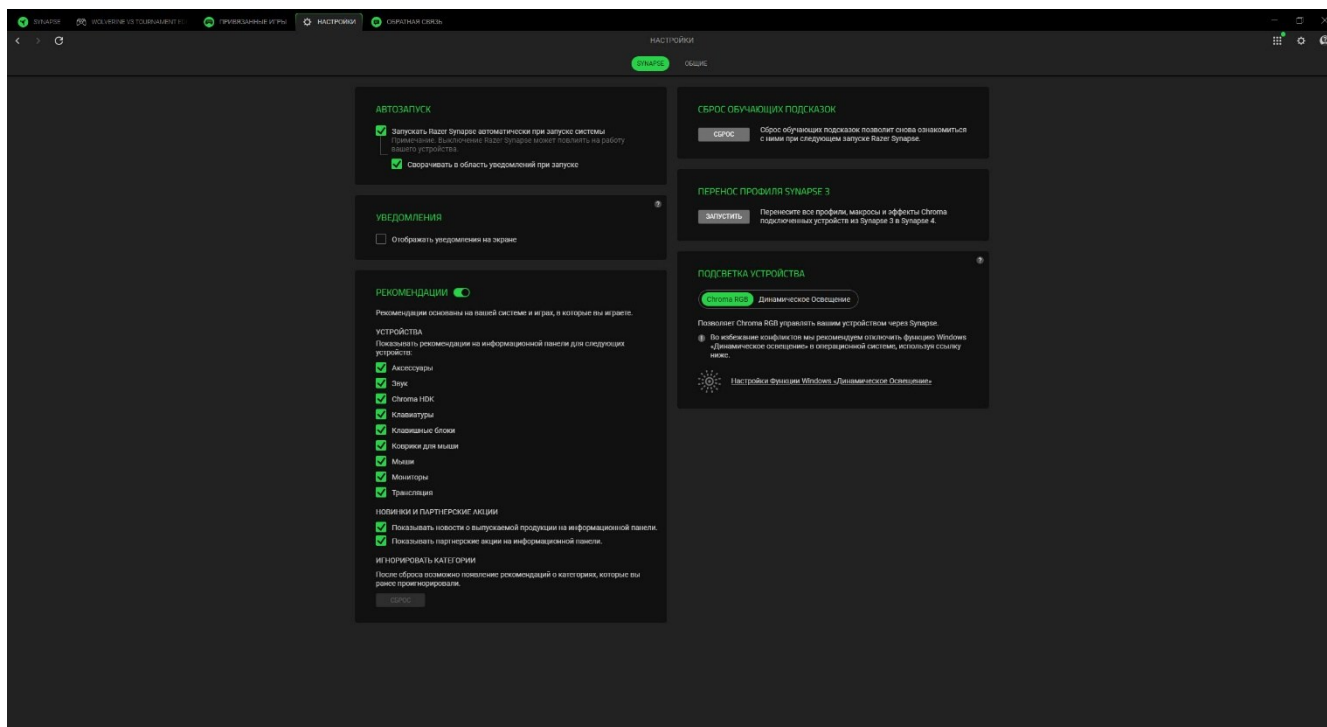 SYNAPSE
WOLVERINE V3 TOURNAMENT
ПРИВЯЗАННЫЕ ИГРЫ
НАСТРОЙКИ
ОБРАТНАЯ СВЯЗЬ
НАСТРОЙКИ
SYNAPSE
ОБЩИЕ
АВТОЗАПУСК
Запускать Razer Synapse автоматически при запуске системы
Примечание. Выключение Razer Synapse может повлиять на работу
вашего устройства.
Сворачивать в область уведомлений при запуске
УВЕДОМЛЕНИЯ
Отображать уведомления на экране
РЕКОМЕНДАЦИИ
Рекомендации основаны на вашей системе и играх, в которые вы играете.
УСТРОЙСТВА
Показывать рекомендации на информационной панели для следующих
устройств:
Аксессуары
Звук
Chroma HDK
Клавиатуры
Клавишные блоки
Коврики для мыши
Мыши
Мониторы
Трансляция
НОВИНКИ И ПАРТНЕРСКИЕ АКЦИИ
Показывать новости о выпускаемой продукции на информационной панели.
Показывать партнерские акции на информационной панели.
ИГНОРИРОВАТЬ КАТЕГОРИИ
После сброса возможно появление рекомендаций о категориях, которые вы
ранее проигнорировали.
СБРОС
СБРОС ОБУЧАЮЩИХ ПОДСКАЗОК
СБРОС
Сброс обучающих подсказок позволит снова ознакомиться
с ними при следующем запуске Razer Synapse.
ПЕРЕНОС ПРОФИЛЯ SYNAPSE 3
ЗАПУСТИТЬ
Перенесите все профили, макросы и эффекты Chroma
подключенных устройств из Synapse 3 в Synapse 4.
ПОДСВЕТКА УСТРОЙСТВА
Chroma RGB
Динамическое Освещение
Позволяет Chroma RGB управлять вашим устройством через Synapse.
Во избежание конфликтов мы рекомендуем отключить функцию Windows
«Динамическое освещение» в операционной системе, используя ссылку
ниже.
Настройки Функции Windows «Динамическое Освещение»